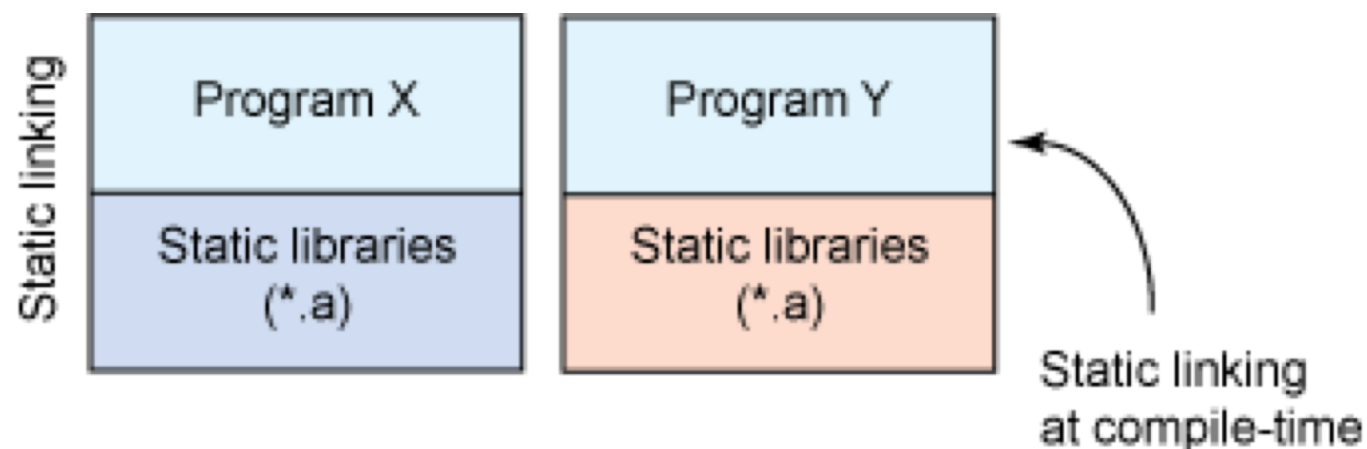 Static linking
Program X
Static libraries
(*.a)
Program Y
Static libraries
(*.a)
Static linking
at compile-time